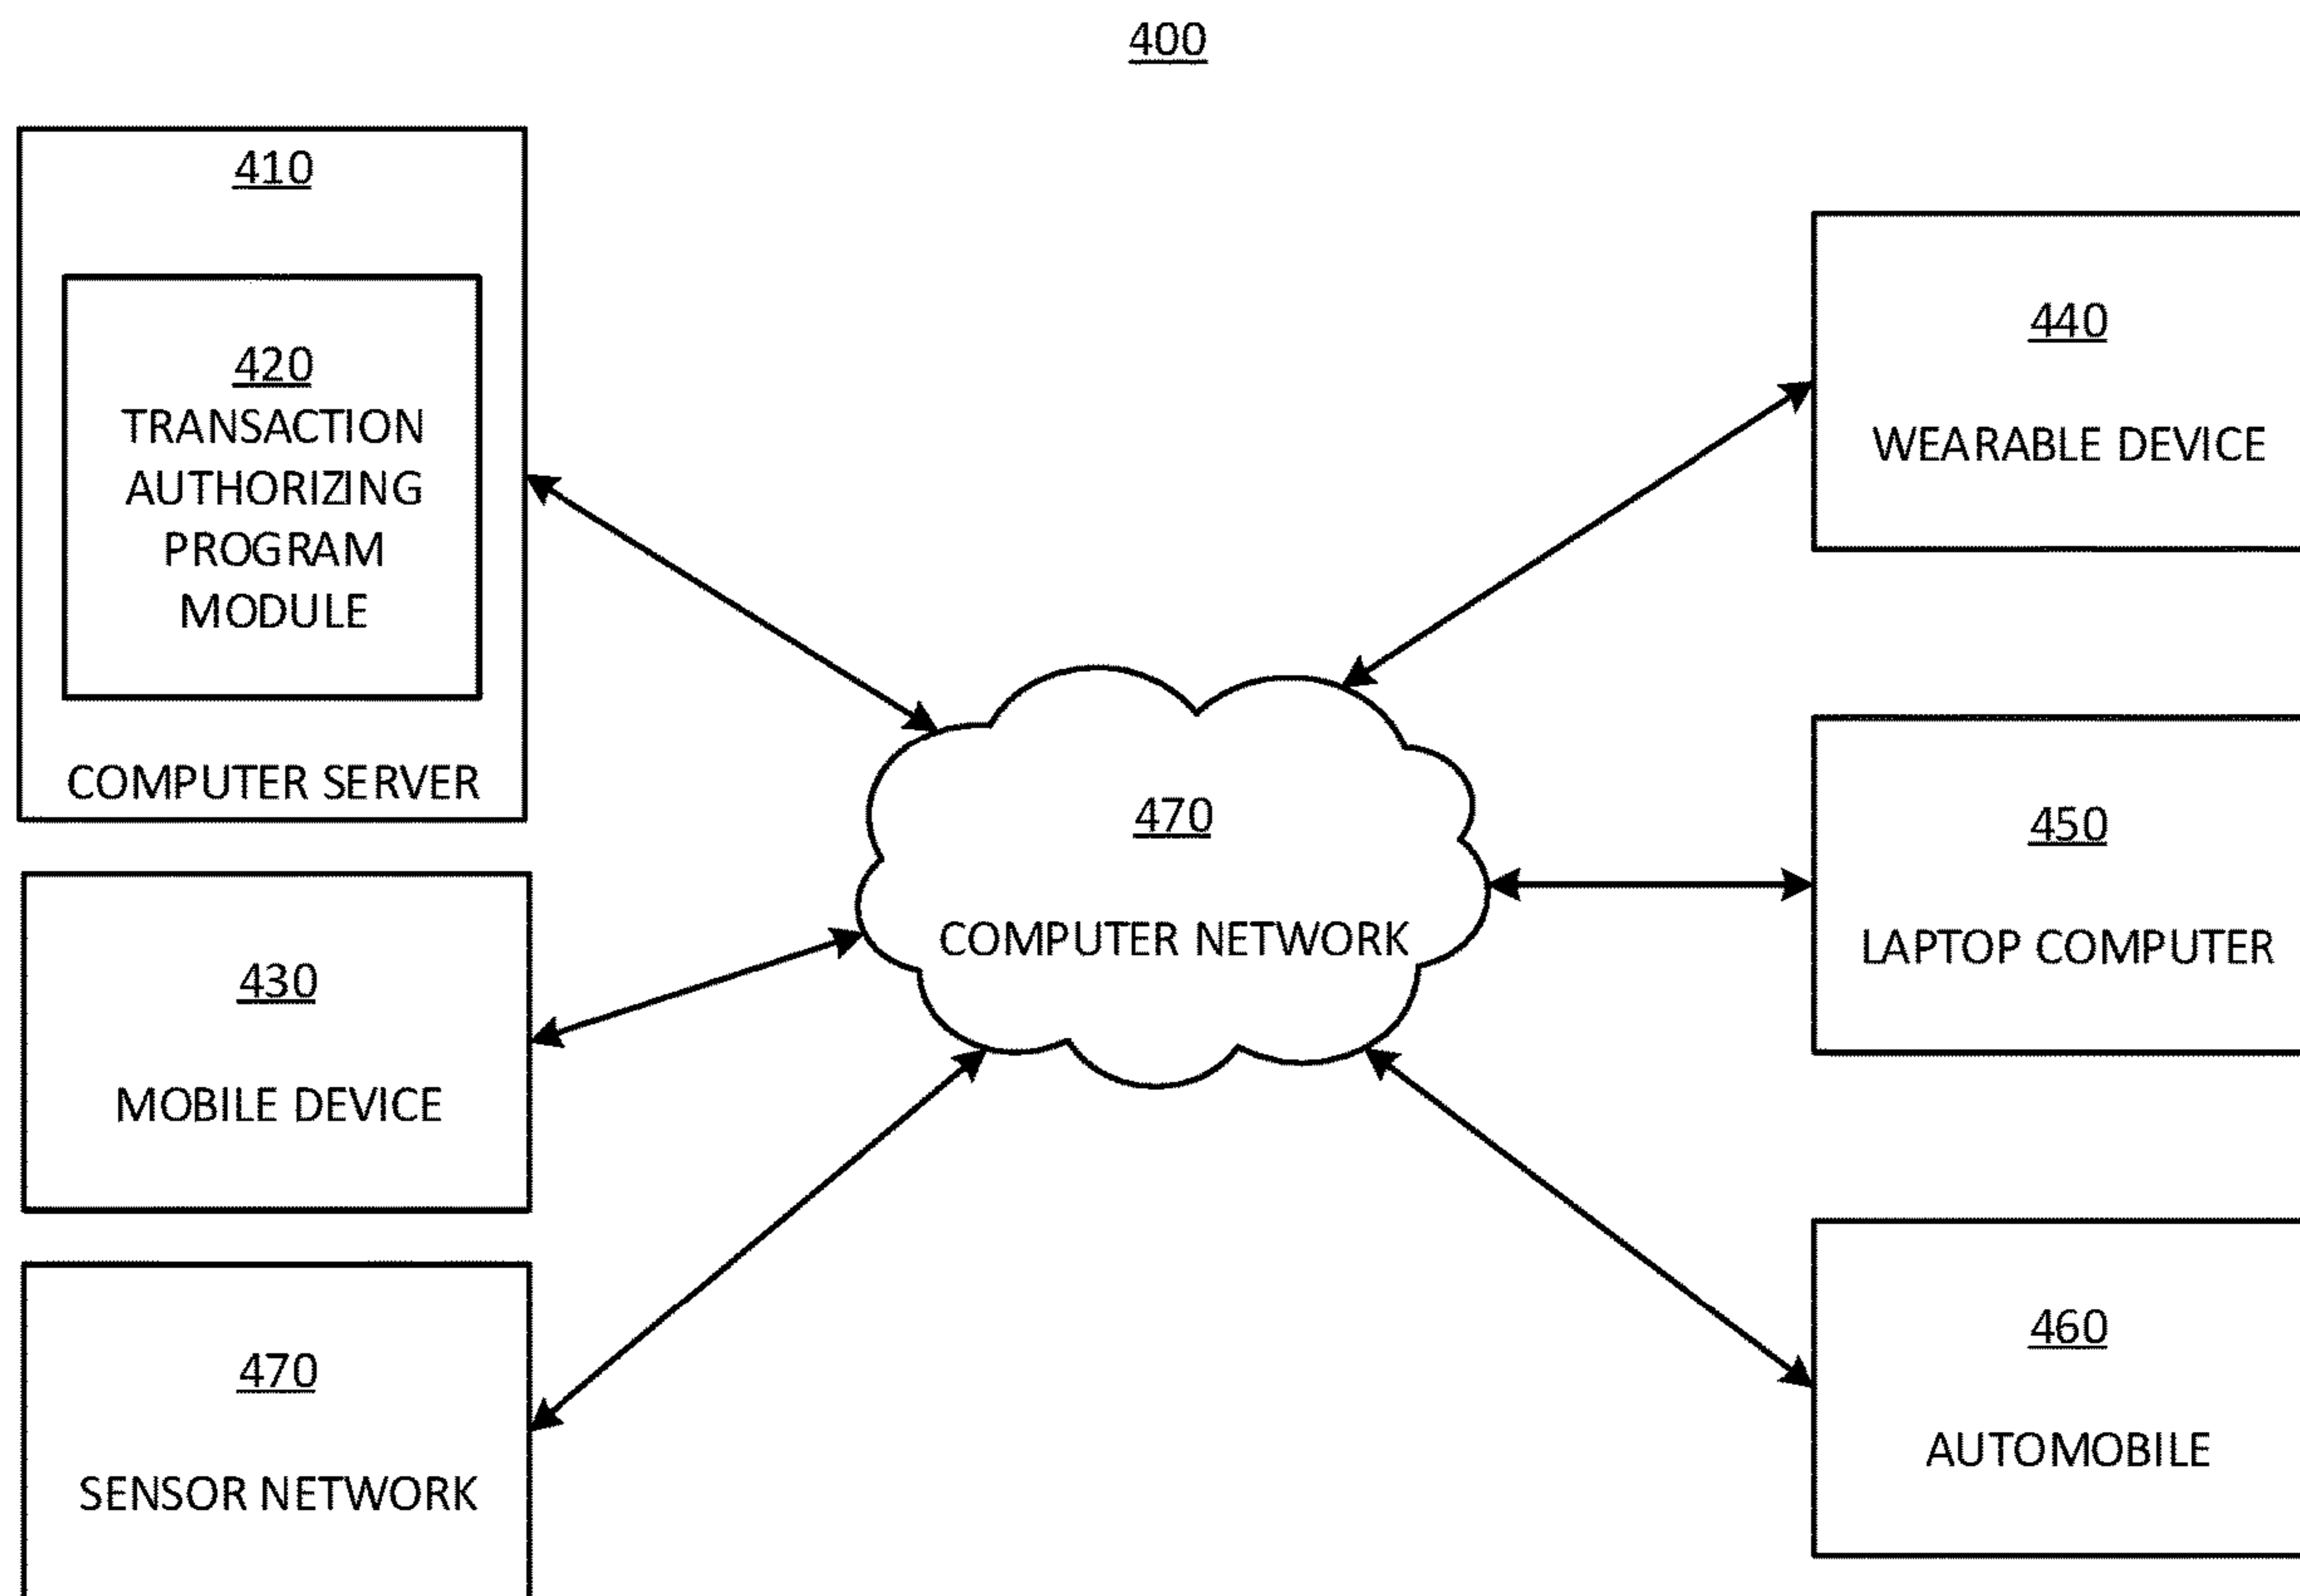 400
410
420
TRANSACTION
AUTHORIZING
PROGRAM
MODULE
COMPUTER SERVER
430
MOBILE DEVICE
470
SENSOR NETWORK
470
COMPUTER NETWORK
440
WEARABLE DEVICE
450
LAPTOP COMPUTER
460
AUTOMOBILE